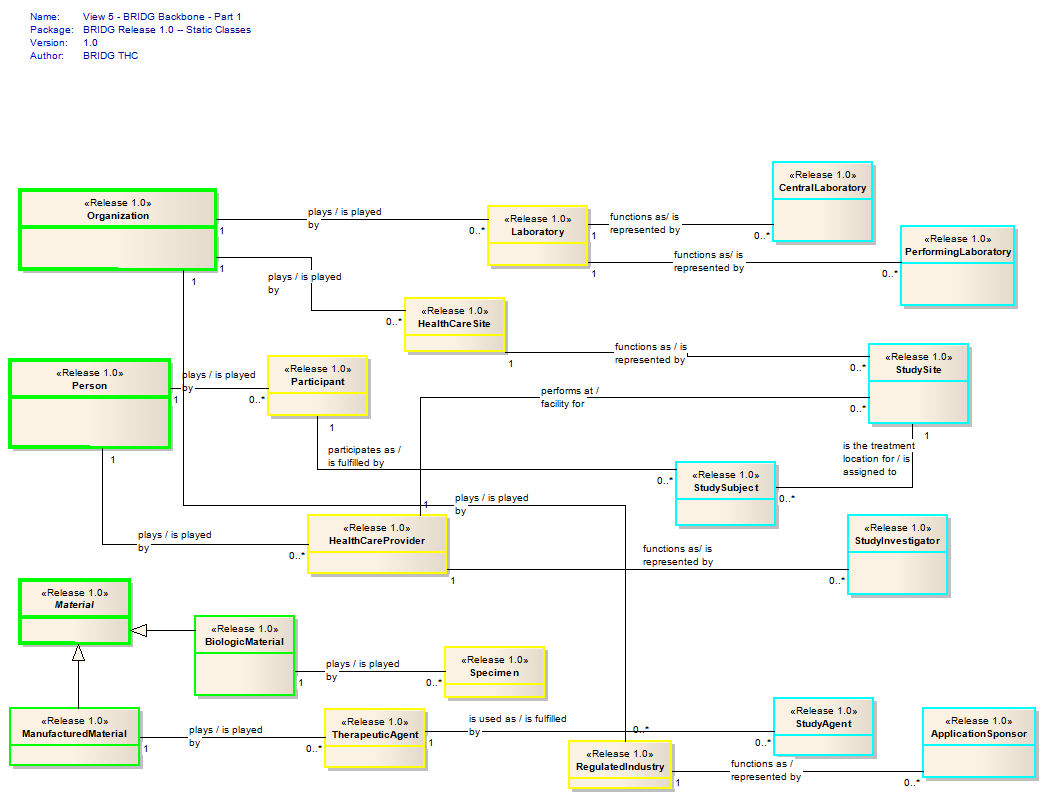 Name: View 5 - BRIDG Backbone - Part 1
Package: BRIDG Release 1.0 -- Static Classes
Version: 1.0
Author: BRIDG THC
«Release 1.0»
CentralLaboratory
«Release 1.0»
Organization
plays / is played
by
1
0..*
«Release 1.0»
Laboratory
functions as/ is
represented by
1
0..*
«Release 1.0»
PerformingLaboratory
functions as/ is
represented by
1
0..*
1
plays / is played
by
0..*
1
«Release 1.0»
HealthCareSite
functions as / is
represented by
1
0..*
«Release 1.0»
StudySite
«Release 1.0»
Person
plays / is played
by
1
0..*
«Release 1.0»
Participant
performs at /
facility for
0..*
1
participates as /
is fulfilled by
1
0..*
is the treatment
location for / is
assigned to
1
0..*
«Release 1.0»
StudySubject
1
plays / is played
by
1
plays / is played
by
0..*
«Release 1.0»
HealthCareProvider
functions as/ is
represented by
1
0..*
«Release 1.0»
StudyInvestigator
«Release 1.0»
Material
«Release 1.0»
BiologicMaterial
plays / is played
by
1
0..*
«Release 1.0»
Specimen
«Release 1.0»
ManufacturedMaterial
plays / is played
by
1
0..*
«Release 1.0»
TherapeuticAgent
is used as / is fulfilled
by
1
0..*
0..*
«Release 1.0»
StudyAgent
«Release 1.0»
RegulatedIndustry
functions as /
represented by
1
0..*
«Release 1.0»
ApplicationSponsor